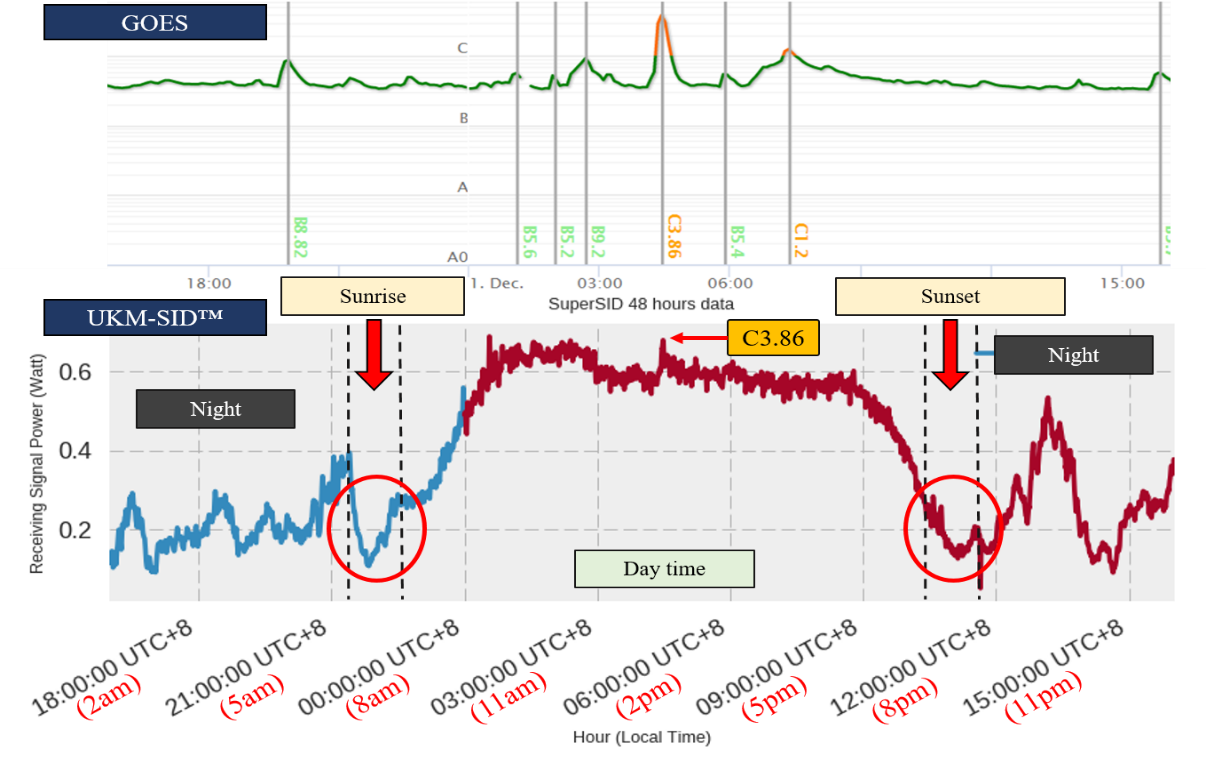 GOES
C
B
A
A0
B8.82
B5.6
B5.2
B9.2
C3.86
B5.4
C1.2
18:00
1. Dec.
03:00
06:00
15:00
SuperSID 48 hours data
UKM-SID™
Sunrise
Sunset
C3.86
Night
Night
Day time
Receiving Signal Power (Watt)
0.6
0.4
0.2
18:00:00 UTC+8
(2am)
21:00:00 UTC+8
(5am)
00:00:00 UTC+8
(8am)
03:00:00 UTC+8
(11am)
06:00:00 UTC+8
(2pm)
09:00:00 UTC+8
(5pm)
12:00:00 UTC+8
(8pm)
15:00:00 UTC+8
(11pm)
Hour (Local Time)